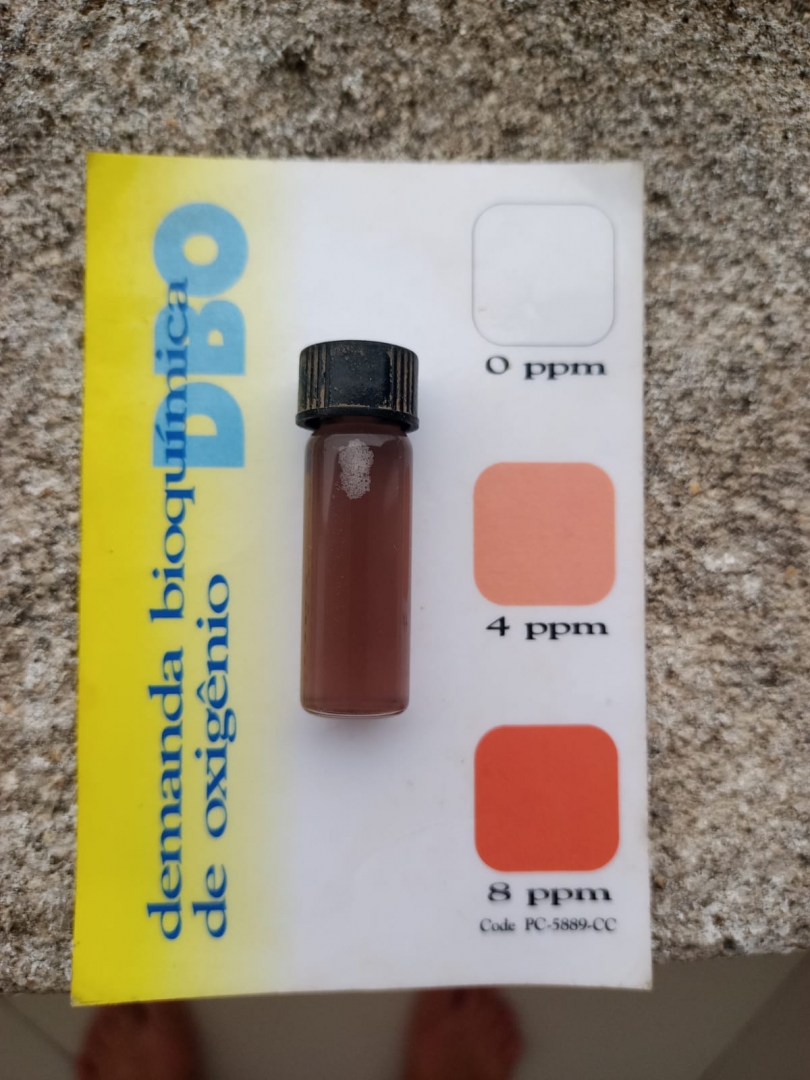 DBO
demanda bioquímica
de oxigênio
0 ppm
4 ppm
8 ppm
Code PC-5889-CC